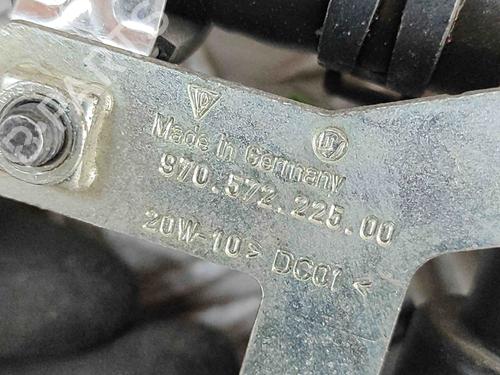 Made in Germany
970.572.225.00
20W-10 > DC01 <